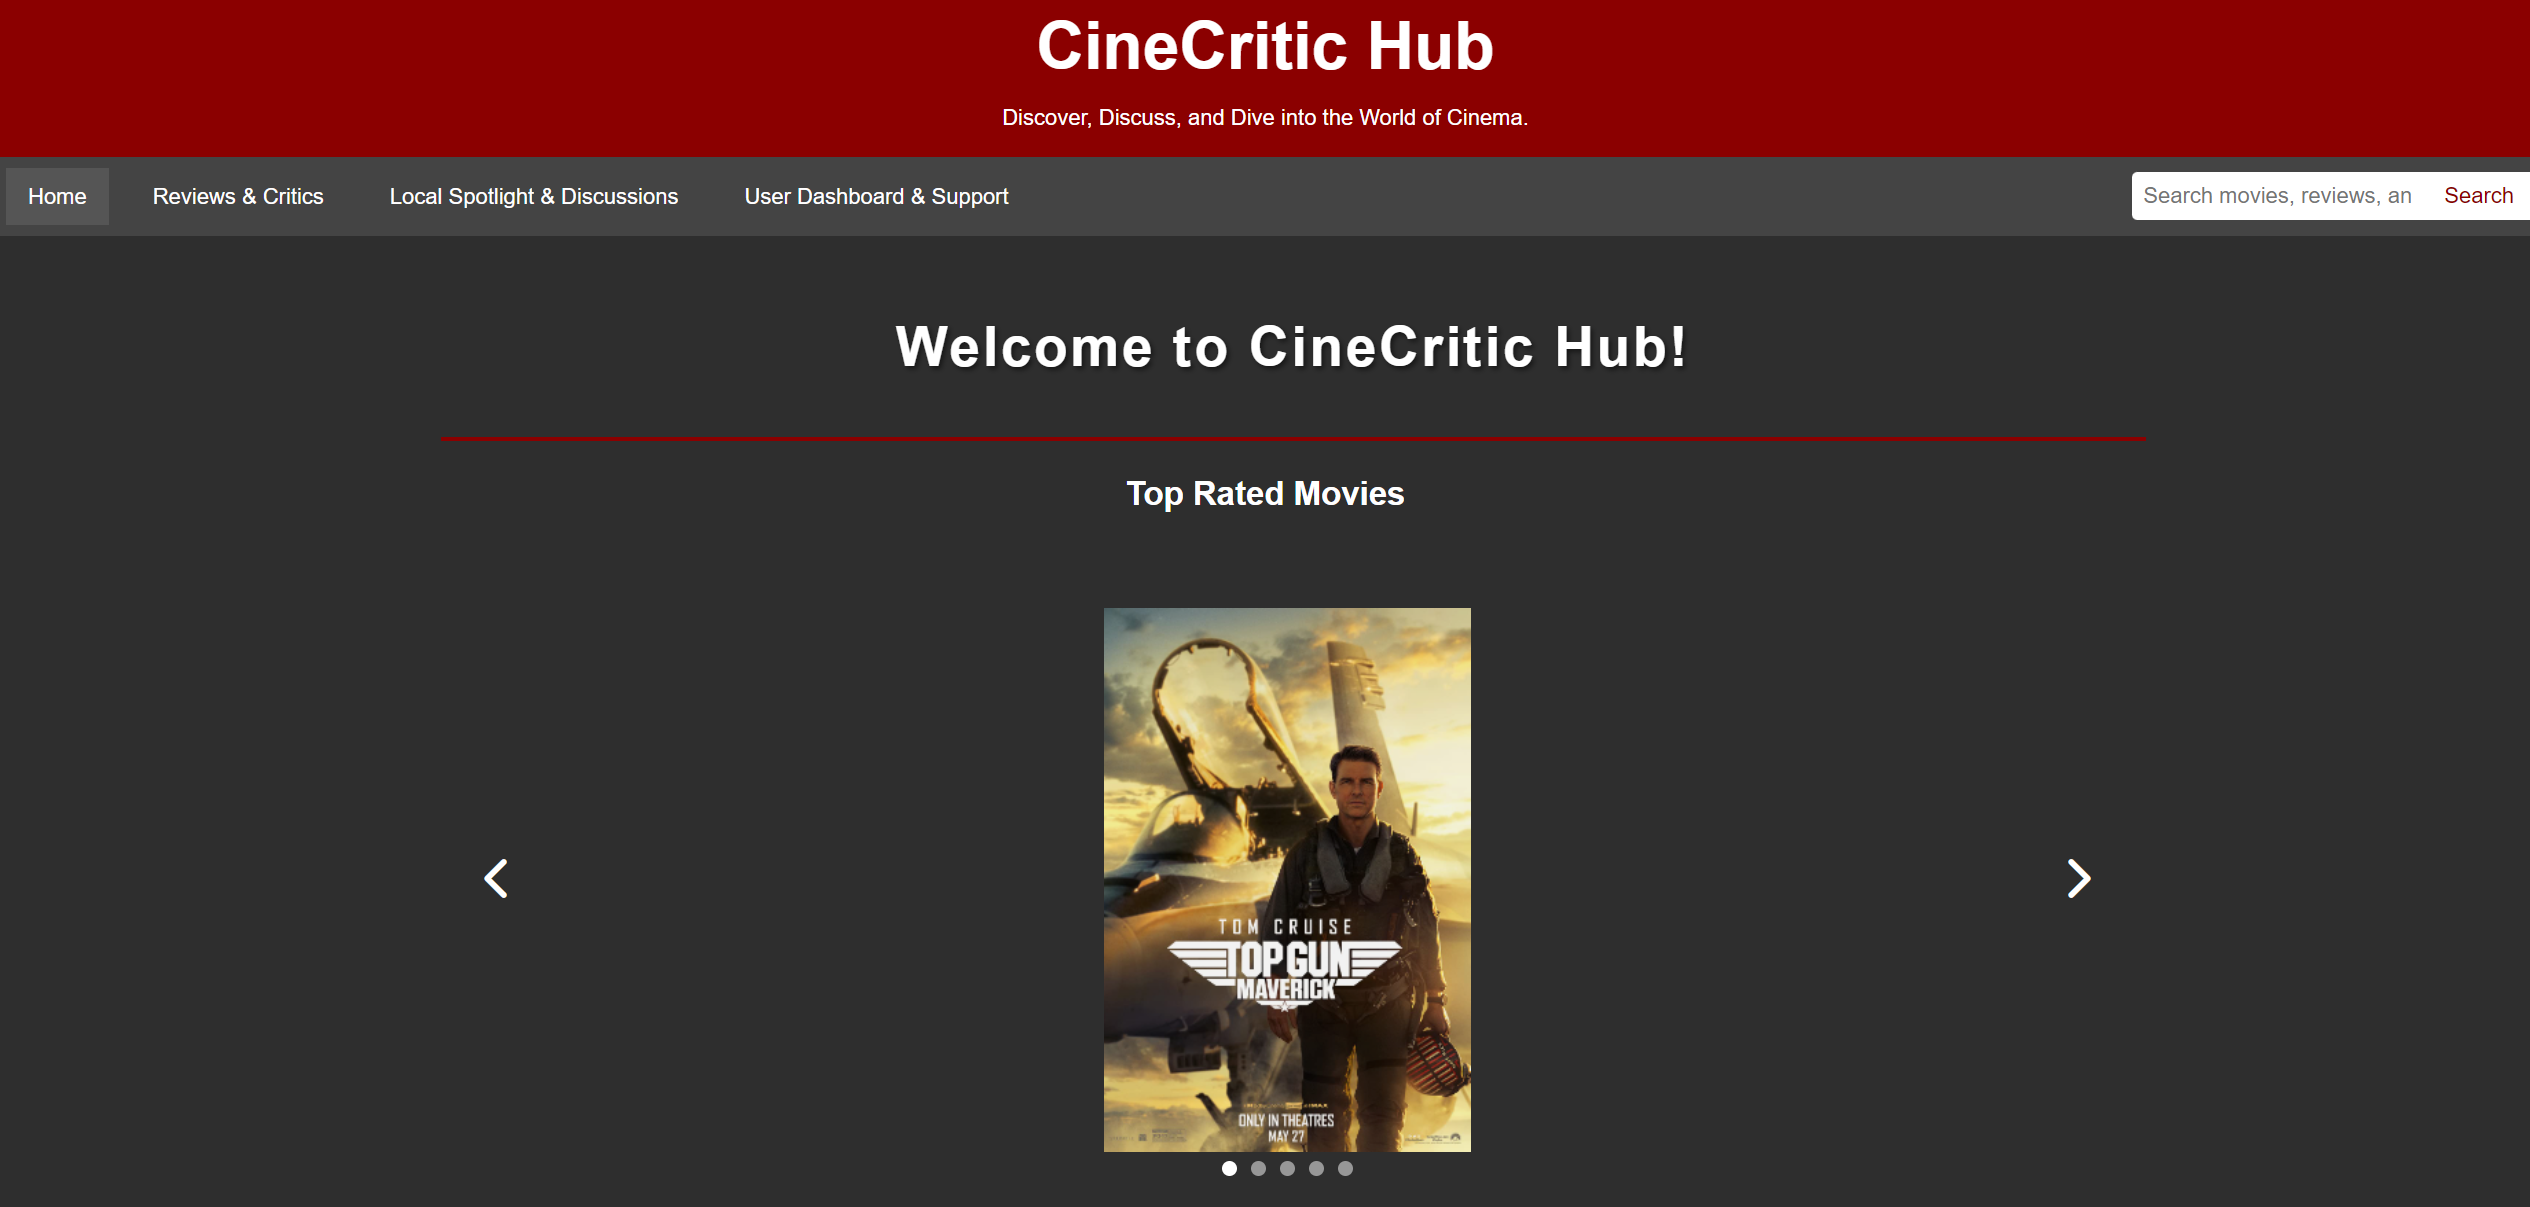 CineCritic Hub
Discover, Discuss, and Dive into the World of Cinema.
Home Reviews & Critics Local Spotlight & Discussions User Dashboard & Support Search movies, reviews, an Search
Welcome to CineCritic Hub!
Top Rated Movies
TOM CRUISE
TOP GUN
MAVERICK
ONLY IN THEATRES
MAY 27